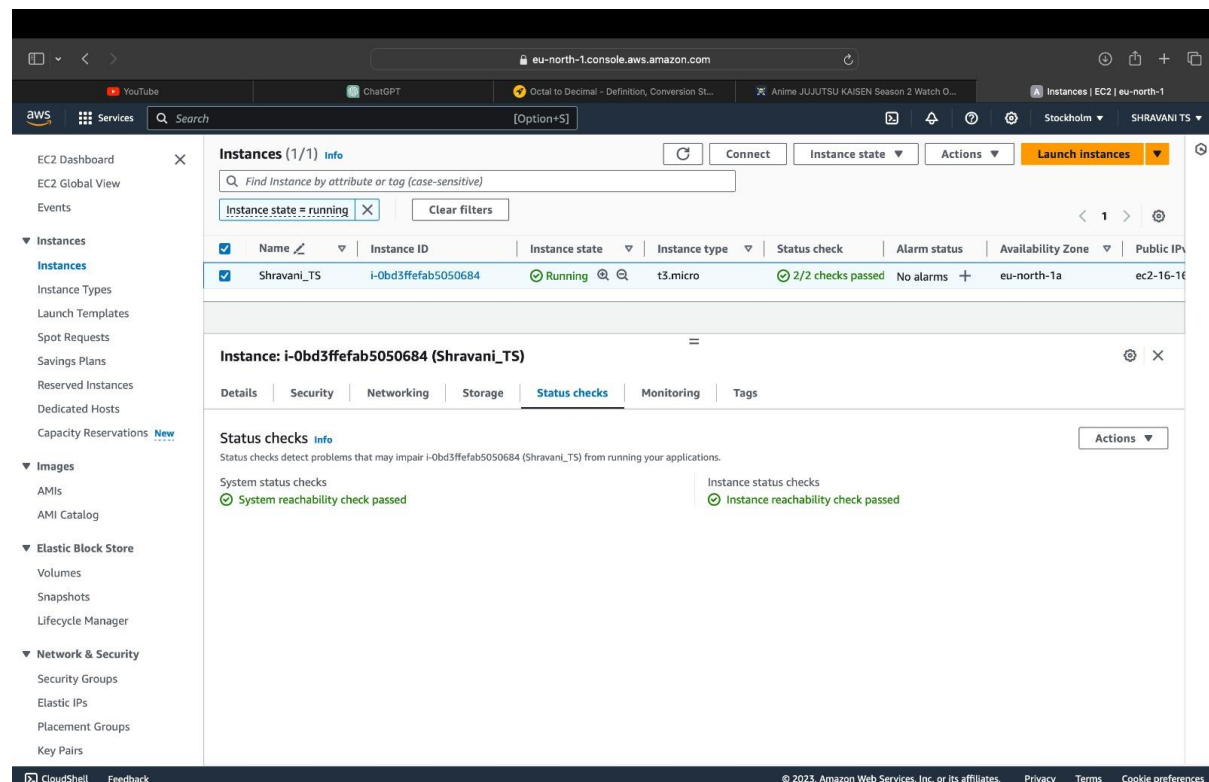 eu-north-1.console.aws.amazon.com
YouTube
ChatGPT
Octal to Decimal - Definition, Conversion St...
Anime JUJUTSU KAISEN Season 2 Watch O...
Instances | EC2 | eu-north-1
aws Services Search [Option+S] Stockholm SHRAVANI TS
EC2 Dashboard
EC2 Global View
Events
Instances
Instances
Instance Types
Launch Templates
Spot Requests
Savings Plans
Reserved Instances
Dedicated Hosts
Capacity Reservations New
Images
AMIs
AMI Catalog
Elastic Block Store
Volumes
Snapshots
Lifecycle Manager
Network & Security
Security Groups
Elastic IPs
Placement Groups
Key Pairs
Instances (1/1) Info Connect Instance state Actions Launch instances
Find Instance by attribute or tag (case-sensitive)
Instance state = running Clear filters 1
Name Instance ID Instance state Instance type Status check Alarm status Availability Zone Public IPv
Shravani_TS i-0bd3ffefab5050684 Running t3.micro 2/2 checks passed No alarms eu-north-1a ec2-16-16
Instance: i-0bd3ffefab5050684 (Shravani_TS)
Details Security Networking Storage Status checks Monitoring Tags
Status checks Info Actions
Status checks detect problems that may impair i-0bd3ffefab5050684 (Shravani_TS) from running your applications.
System status checks Instance status checks
System reachability check passed Instance reachability check passed
CloudShell Feedback © 2023, Amazon Web Services, Inc. or its affiliates. Privacy Terms Cookie preferences